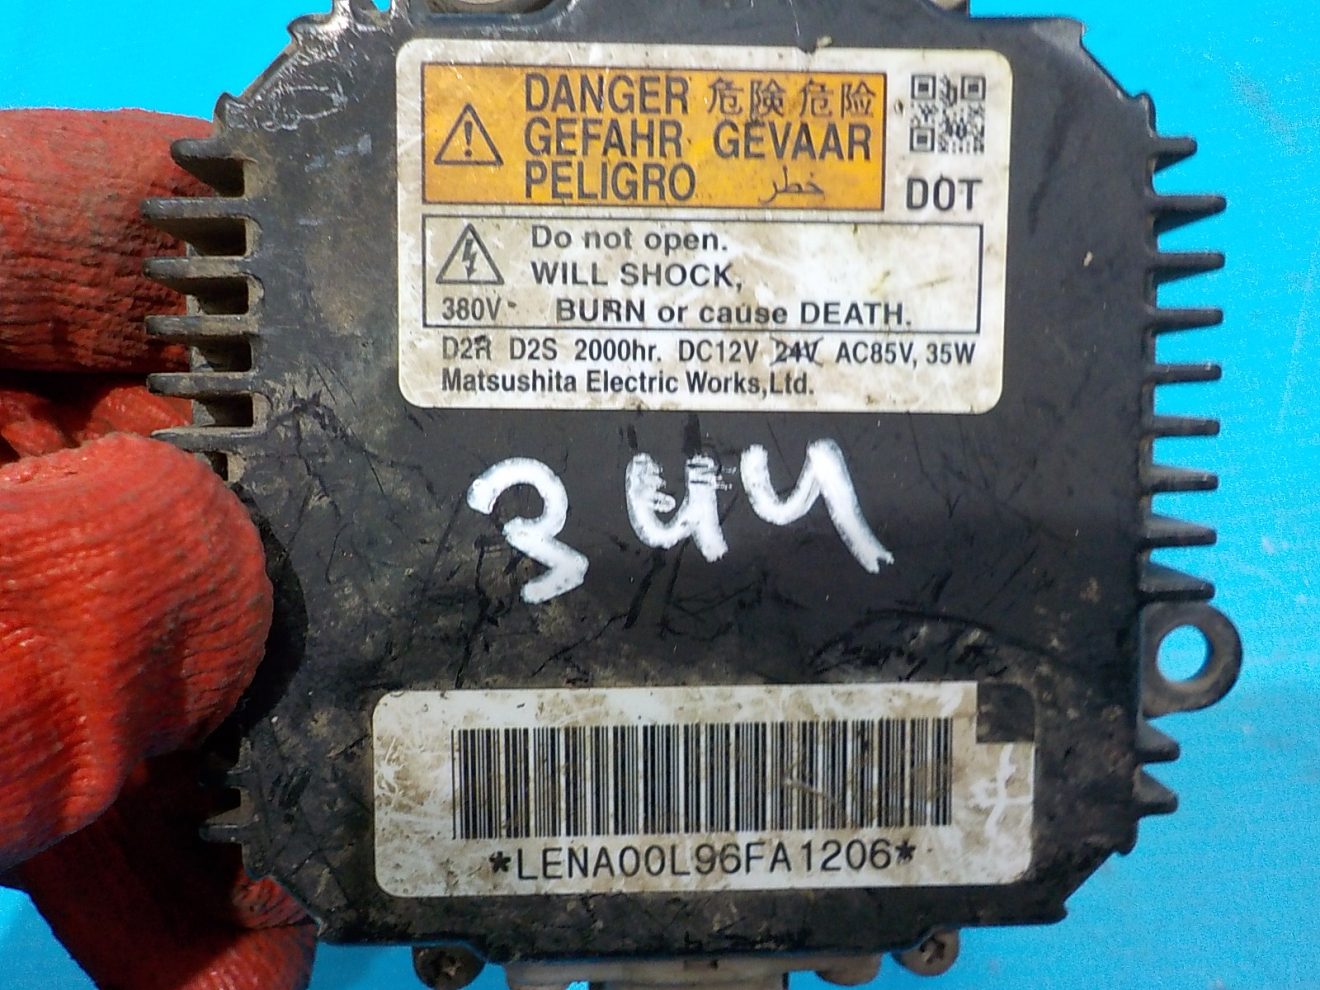 DANGER 危険 危险
GEFAHR GEVAAR
PELIGRO خطر
DOT
Do not open.
WILL SHOCK,
380V BURN or cause DEATH.
D2R D2S 2000hr. DC12V 24V AC85V, 35W
Matsushita Electric Works,Ltd.
344
*LENA00L96FA1206*